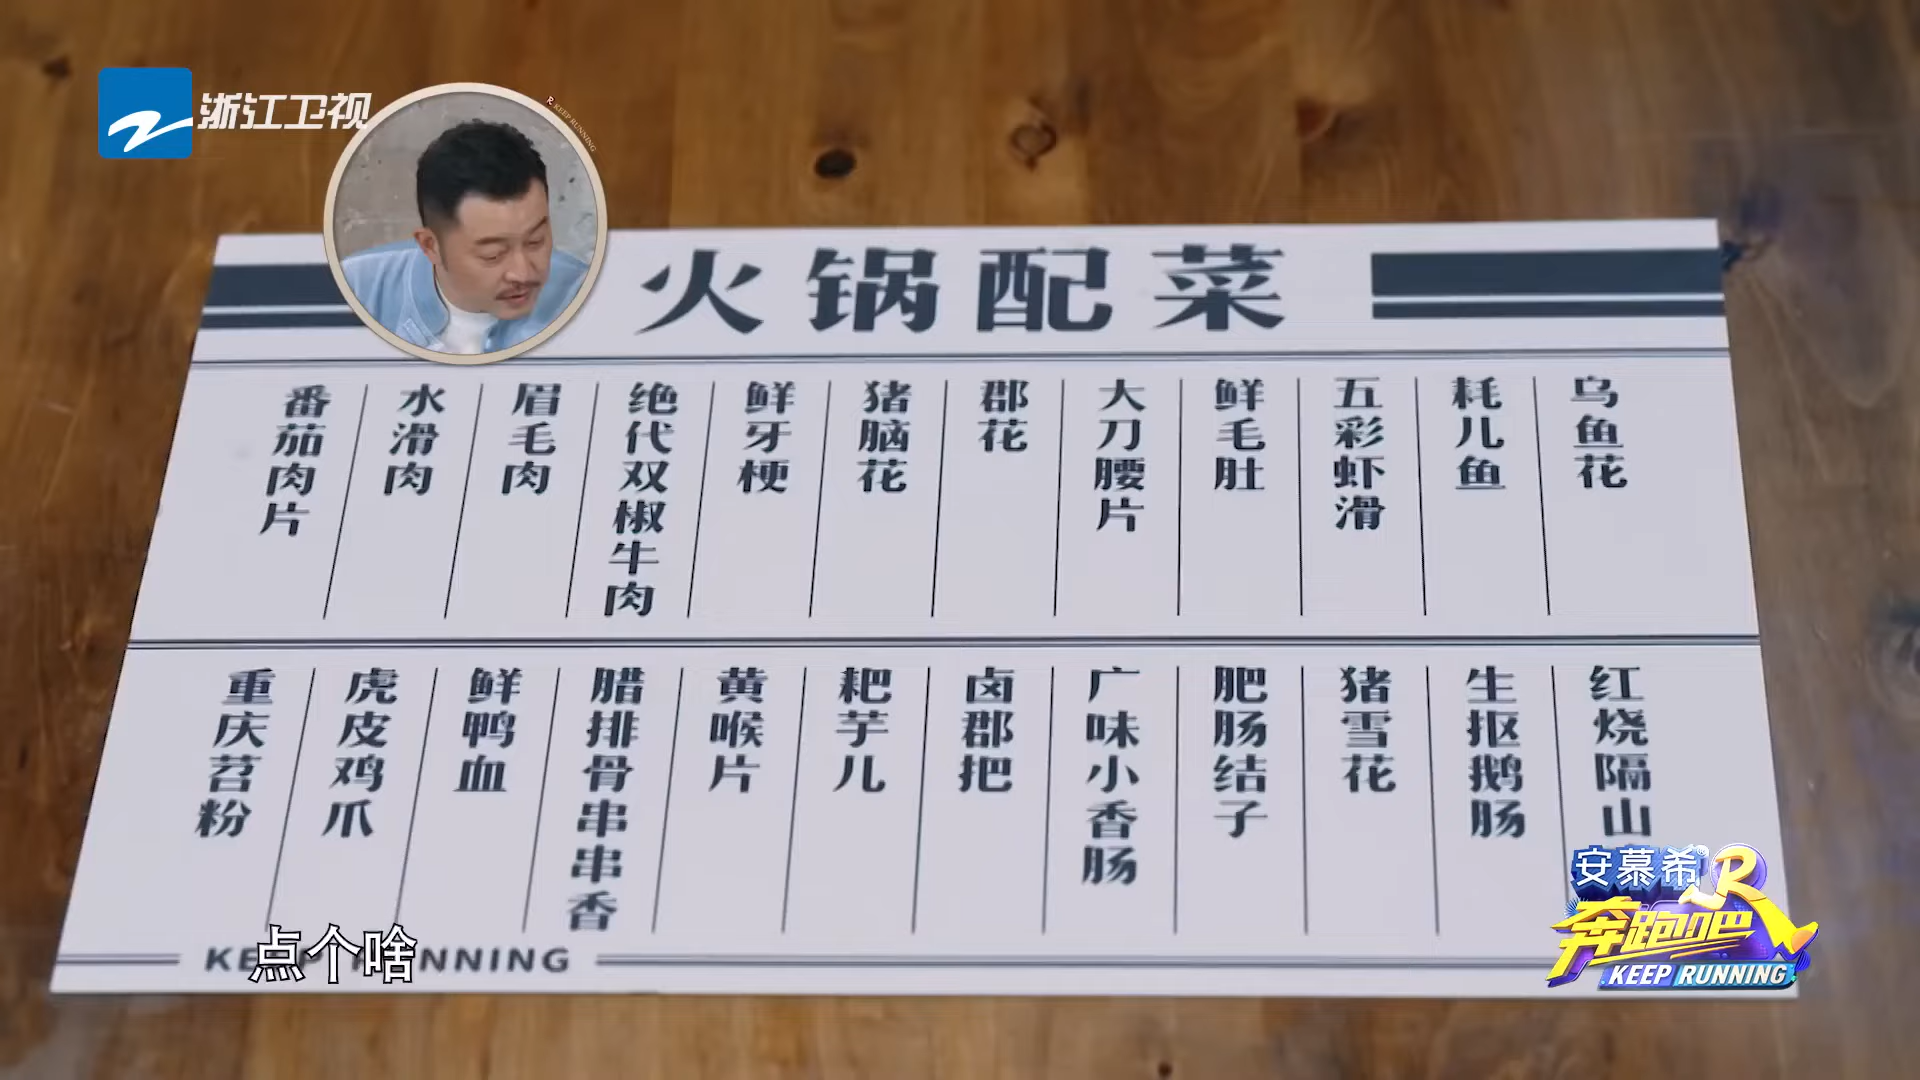 浙江卫视
R KEEP RUNNING
火锅配菜
番茄肉片
水滑肉
眉毛肉
绝代双椒牛肉
鲜牙梗
猪脑花
郡花
大刀腰片
鲜毛肚
五彩虾滑
耗儿鱼
乌鱼花
重庆苕粉
虎皮鸡爪
鲜鸭血
腊排骨串串香
黄喉片
耙芋儿
卤郡把
广味小香肠
肥肠结子
猪雪花
生抠鹅肠
红烧隔山
KEEP RUNNING
点个啥
安慕希
奔跑吧
KEEP RUNNING